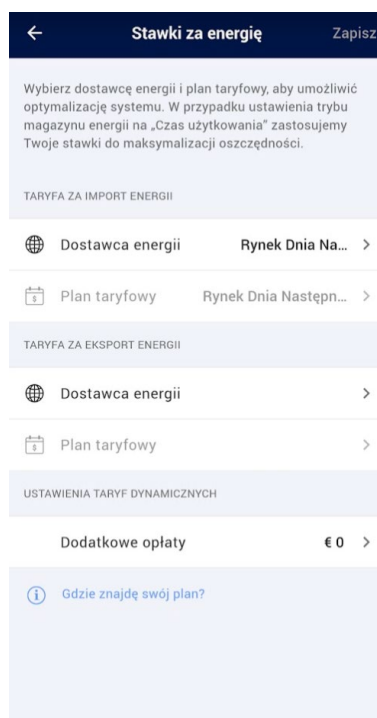 Stawki za energię
Zapisz
Wybierz dostawcę energii i plan taryfowy, aby umożliwić
optymalizację systemu. W przypadku ustawienia trybu
magazynu energii na „Czas użytkowania” zastosujemy
Twoje stawki do maksymalizacji oszczędności.
TARYFA ZA IMPORT ENERGII
Dostawca energii Rynek Dnia Na...
Plan taryfowy Rynek Dnia Następn...
TARYFA ZA EKSPORT ENERGII
Dostawca energii
Plan taryfowy
USTAWIENIA TARYF DYNAMICZNYCH
Dodatkowe opłaty € 0
Gdzie znajdę swój plan?